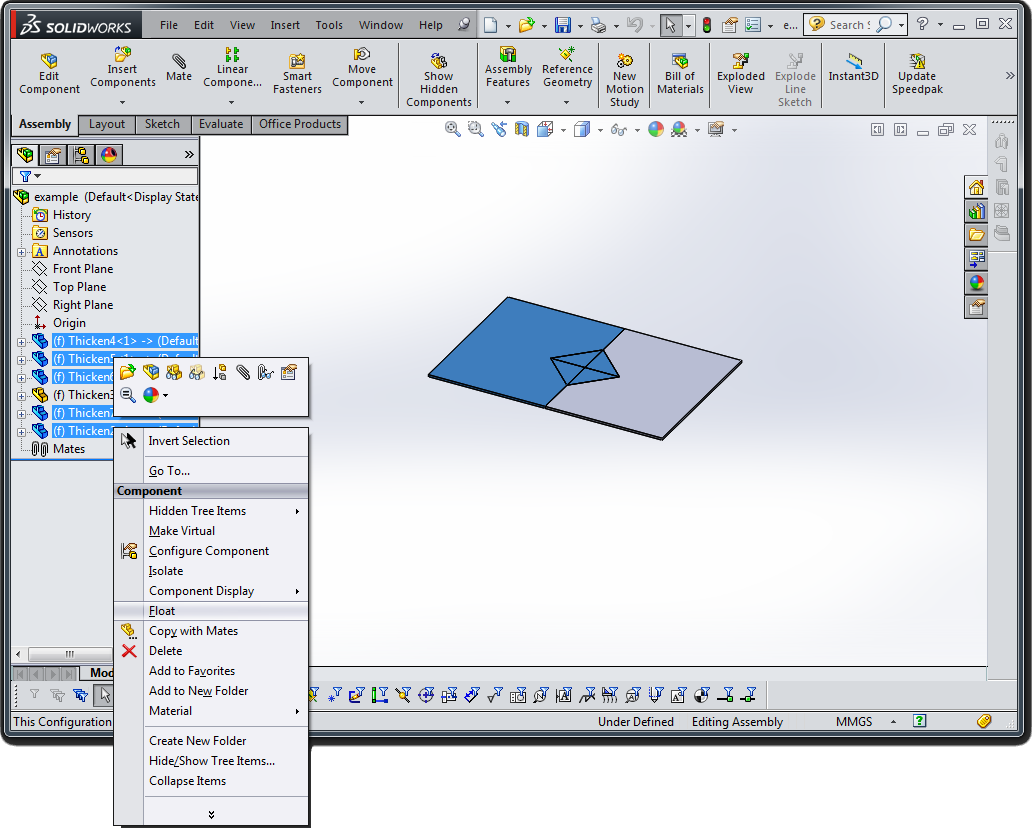 SOLIDWORKS File Edit View Insert Tools Window Help e... Search S
Edit Component
Insert Components
Mate
Linear Compone...
Smart Fasteners
Move Component
Show Hidden Components
Assembly Features
Reference Geometry
New Motion Study
Bill of Materials
Exploded View
Explode Line Sketch
Instant3D
Update Speedpak
Assembly Layout Sketch Evaluate Office Products
example (Default<Display State
History
Sensors
Annotations
Front Plane
Top Plane
Right Plane
Origin
(f) Thicken4<1> -> (Default
(f) Thicken5<1> -> (Default
(f) Thicken6
(f) Thicken3
(f) Thicken
(f) Thicken
Mates
Invert Selection
Go To...
Component
Hidden Tree Items
Make Virtual
Configure Component
Isolate
Component Display
Float
Copy with Mates
Delete
Add to Favorites
Add to New Folder
Material
Create New Folder
Hide/Show Tree Items...
Collapse Items
Mod
This Configuration Under Defined Editing Assembly MMGS